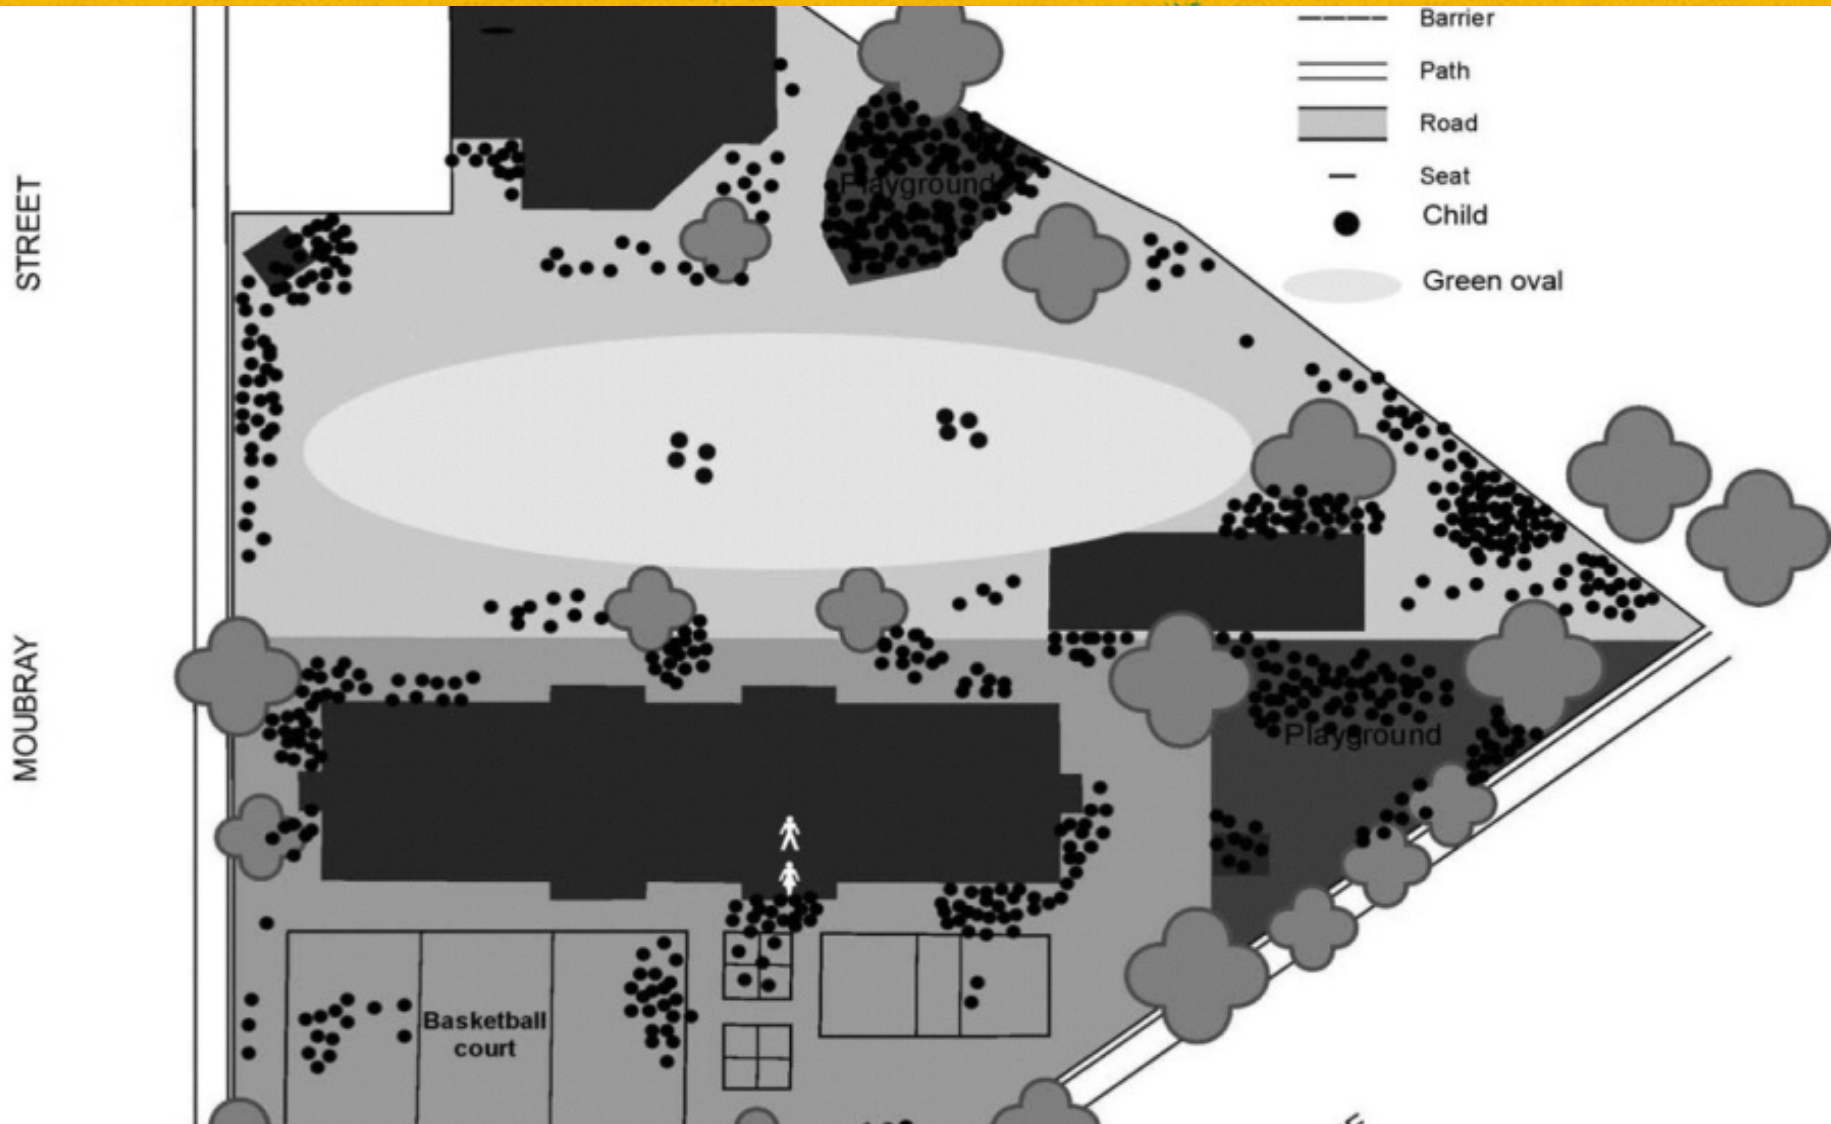 Barrier
Path
Road
Seat
Child
Green oval
STREET
MOUBRAY
Playground
Playground
Basketball
court